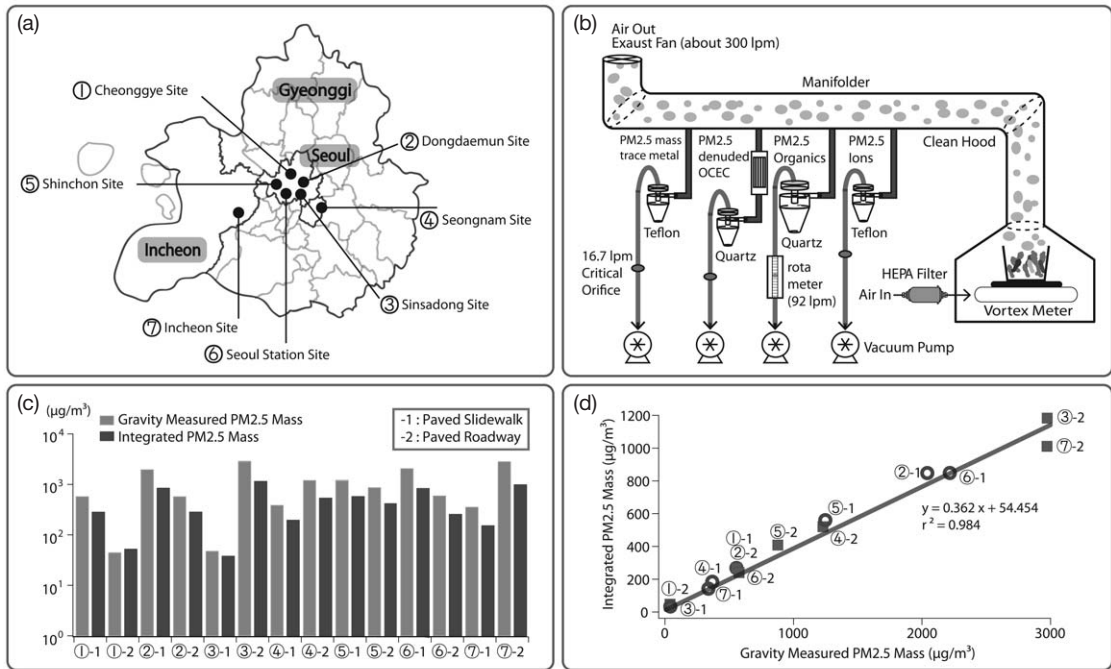 (a)
Gyeonggi
① Cheonggye Site
② Dongdaemun Site
Seoul
⑤ Shinchon Site
④ Seongnam Site
Incheon
③ Sinsadong Site
⑦ Incheon Site
⑥ Seoul Station Site
(b)
Air Out
Exaust Fan (about 300 lpm)
Manifolder
PM2.5 mass
trace metal
PM2.5
denuded
OCEC
PM2.5
Organics
PM2.5
Ions
Clean Hood
Teflon
Quartz
Quartz
Teflon
16.7 lpm
Critical
Orifice
rota
meter
(92 lpm)
HEPA Filter
Air In
Vortex Meter
Vacuum Pump
(c)
(μg/m³)
Gravity Measured PM2.5 Mass
Integrated PM2.5 Mass
-1 : Paved Slidewalk
-2 : Paved Roadway
10⁴
10³
10²
10¹
10⁰
①-1 ①-2 ②-1 ②-2 ③-1 ③-2 ④-1 ④-2 ⑤-1 ⑤-2 ⑥-1 ⑥-2 ⑦-1 ⑦-2
(d)
Integrated PM2.5 Mass (μg/m³)
1200
1000
800
600
400
200
0
③-2
⑦-2
②-1
⑥-1
⑤-1
④-2
y = 0.362 x + 54.454
r² = 0.984
①-1
②-2
⑤-2
⑥-2
④-1
⑦-1
①-2
③-1
0 1000 2000 3000
Gravity Measured PM2.5 Mass (μg/m³)